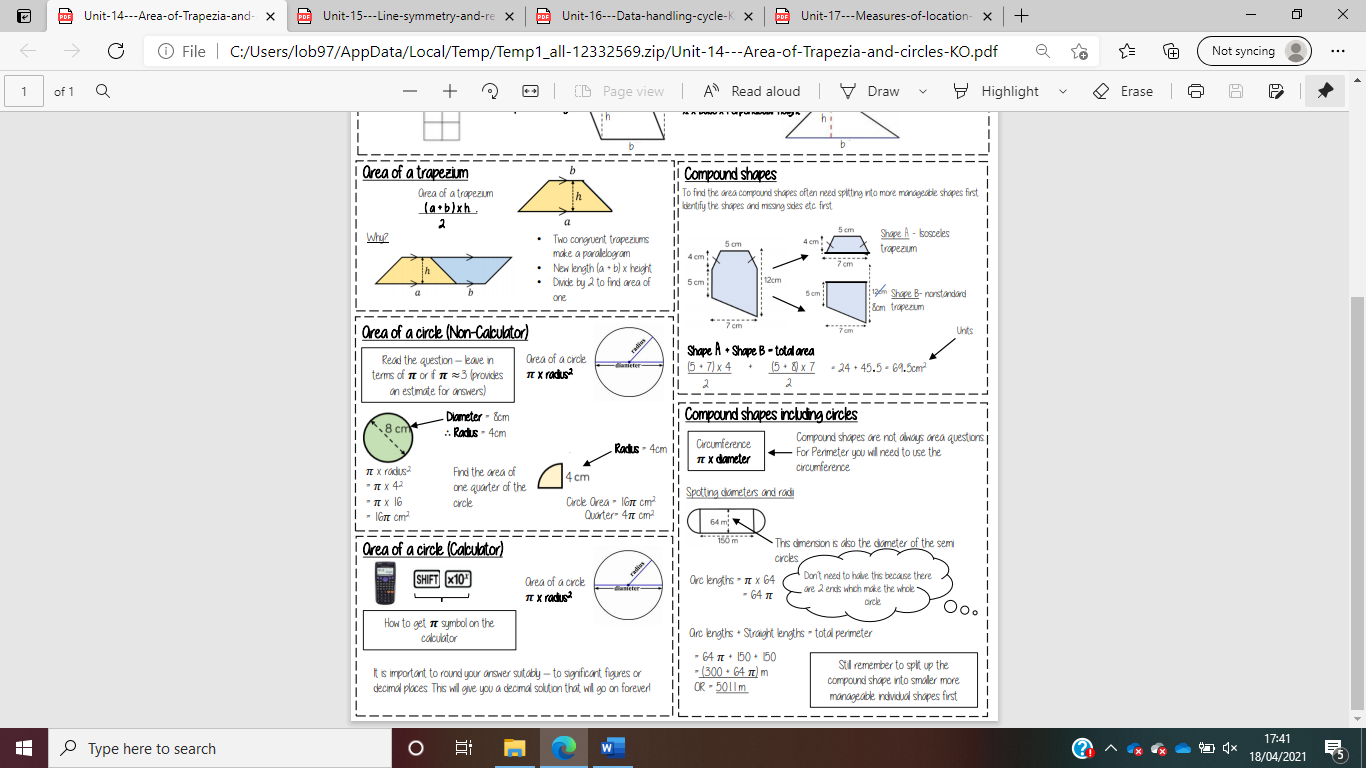 Unit-14---Area-of-Trapezia-and-
Unit-15---Line-symmetry-and-re
Unit-16---Data-handling-cycle-K
Unit-17---Measures-of-location-
File
C:/Users/lob97/AppData/Local/Temp/Temp1_all-12332569.zip/Unit-14---Area-of-Trapezia-and-circles-KO.pdf
Not syncing
1 of 1
Page view
Read aloud
Draw
Highlight
Erase
h
b
h
b
Area of a trapezium
Area of a trapezium
(a + b) x h
2
b
h
a
Why?
h
a
b
• Two congruent trapeziums
make a parallelogram
• New length (a + b) x height
• Divide by 2 to find area of
one
Compound shapes
To find the area compound shapes often need splitting into more manageable shapes first.
Identify the shapes and missing sides etc. first.
5 cm
4 cm
5 cm
12cm
7 cm
5 cm
4 cm
7 cm
Shape A - Isosceles
trapezium
5 cm
12cm
8cm
7 cm
Shape B- nonstandard
trapezium
Units
Shape A + Shape B = total area
(5 + 7) x 4 + (5 + 8) x 7 = 24 + 45.5 = 69.5cm²
2 2
Area of a circle (Non-Calculator)
Read the question – leave in
terms of π or if π ≈3 (provides
an estimate for answers)
Area of a circle
π x radius²
radius
diameter
8 cm
Diameter = 8cm
∴ Radius = 4cm
π x radius²
= π x 4²
= π x 16
= 16π cm²
Find the area of
one quarter of the
circle
Radius = 4cm
4 cm
Circle Area = 16π cm²
Quarter= 4π cm²
Area of a circle (Calculator)
SHIFT
×10ˣ
How to get π symbol on the
calculator
Area of a circle
π x radius²
radius
diameter
It is important to round your answer suitably – to significant figures or
decimal places. This will give you a decimal solution that will go on forever!
Compound shapes including circles
Circumference
π x diameter
Compound shapes are not always area questions
For Perimeter you will need to use the
circumference
Spotting diameters and radii
64 m
150 m
This dimension is also the diameter of the semi
circles.
Arc lengths = π x 64
= 64 π
Don't need to halve this because there
are 2 ends which make the whole
circle
Arc lengths + Straight lengths = total perimeter
= 64 π + 150 + 150
= (300 + 64 π) m
OR = 501.1 m
Still remember to split up the
compound shape into smaller more
manageable individual shapes first
Type here to search
17:41
18/04/2021
5